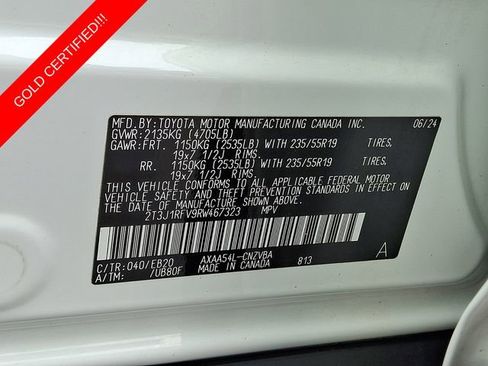 GOLD CERTIFIED!!!
MFD.BY:TOYOTA MOTOR MANUFACTURING CANADA INC. 06/24
GVWR:2135KG (4705LB)
GAWR:FRT. 1150KG (2535LB) WITH 235/55R19 TIRES.
19x7 1/2J RIMS.
RR. 1150KG (2535LB) WITH 235/55R19 TIRES.
19x7 1/2J RIMS.
THIS VEHICLE CONFORMS TO ALL APPLICABLE FEDERAL MOTOR
VEHICLE SAFETY AND THEFT PREVENTION STANDARDS IN EFFECT
ON THE DATE OF MANUFACTURE SHOWN ABOVE.
2T3J1RFV9RW467323 MPV
C/TR:040/EB20 AXAA54L-CNZVBA A
A/TM: /UB80F MADE IN CANADA 813